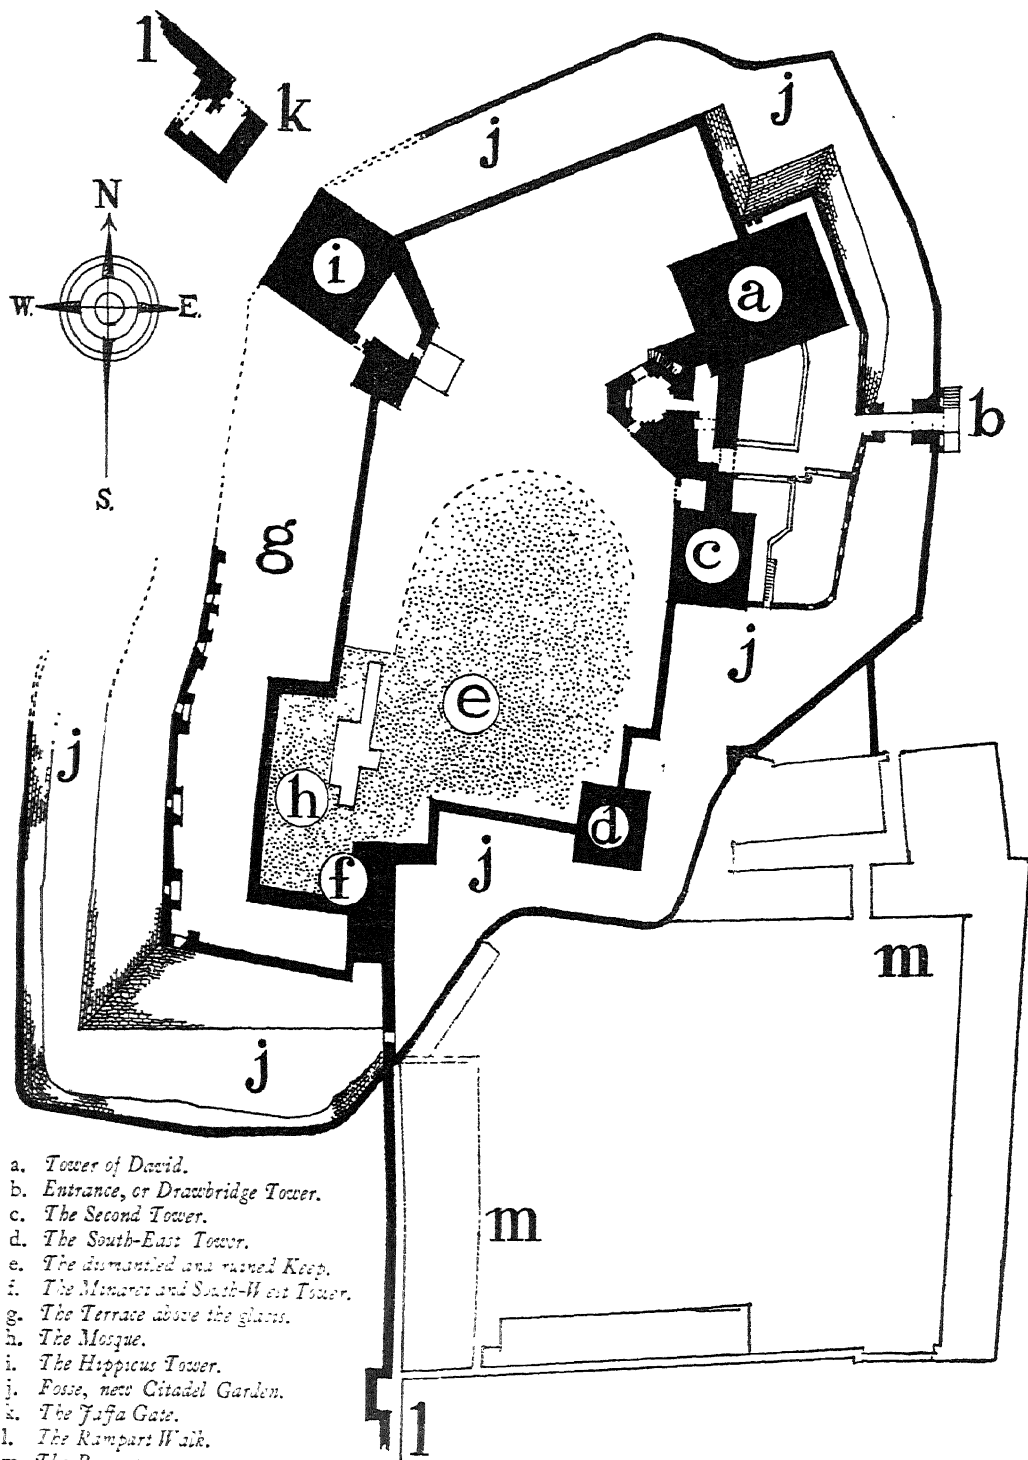 l
k
j
j
N
W. E.
S.
i
a
b
g
c
j
e
j
h
d
f
j
m
j
m
l
a. Tower of David.
b. Entrance, or Drawbridge Tower.
c. The Second Tower.
d. The South-East Tower.
e. The dismantled and ruined Keep.
f. The Minaret and South-West Tower.
g. The Terrace above the glacis.
h. The Mosque.
i. The Hippicus Tower.
j. Fosse, new Citadel Garden.
k. The Jaffa Gate.
l. The Rampart Walk.